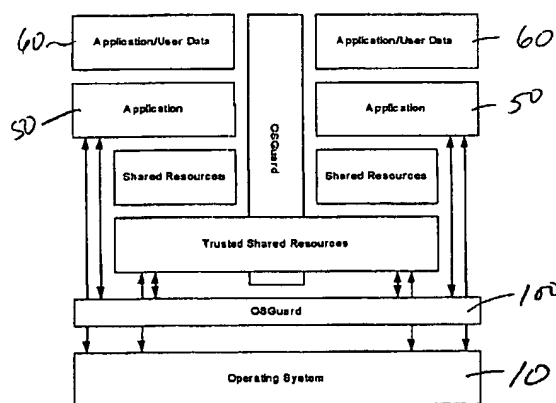 60 Application/User Data Application/User Data 60
50 Application Application 50
OSGuard
Shared Resources Shared Resources
Trusted Shared Resources
OSGuard 100
Operating System 10